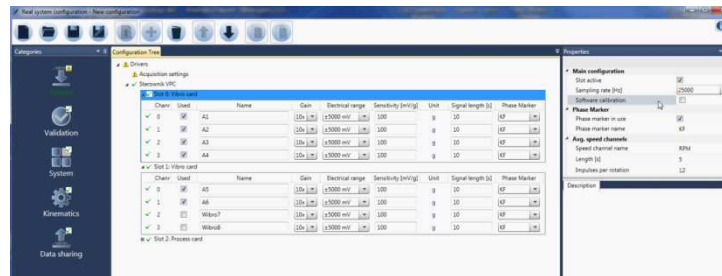 Real system configuration - New configuration
Categories
Validation
System
Kinematics
Data sharing
Configuration Tree
Drivers
Acquisition settings
Sterownik VPC
Slot 0: Vibro card
Chanr Used Name Gain Electrical range Sensitivity [mV/g] Unit Signal length [s] Phase Marker
0 A1 10x ±5000 mV 100 g 10 KF
1 A2 10x ±5000 mV 100 g 10 KF
2 A3 10x ±5000 mV 100 g 10 KF
3 A4 10x ±5000 mV 100 g 10 KF
Slot 1: Vibro card
Chanr Used Name Gain Electrical range Sensitivity [mV/g] Unit Signal length [s] Phase Marker
0 A5 10x ±5000 mV 100 g 10 KF
1 A6 10x ±5000 mV 100 g 10 KF
2 Wibro7 10x ±5000 mV 100 g 10 KF
3 Wibro8 10x ±5000 mV 100 g 10 KF
Slot 2: Process card
Properties
Main configuration
Slot active
Sampling rate [Hz] 25000
Software calibration
Phase Marker
Phase marker in use
Phase marker name KF
Avg. speed channels
Speed channel name RPM
Length [s] 5
Impulses per rotation 12
Description